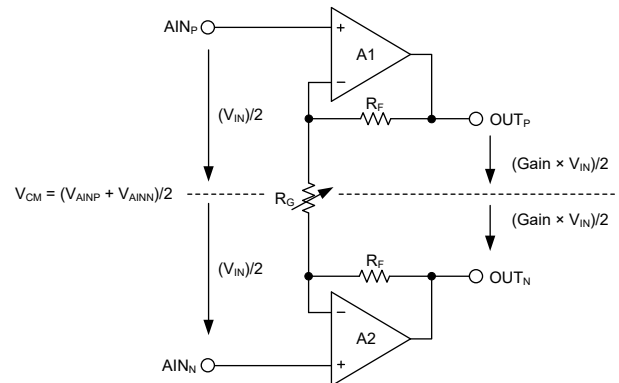 AINP
+
A1
−
(VIN)/2
RF
OUTP
(Gain × VIN)/2
VCM = (VAINP + VAINN)/2
RG
(Gain × VIN)/2
(VIN)/2
RF
OUTN
−
A2
AINN
+